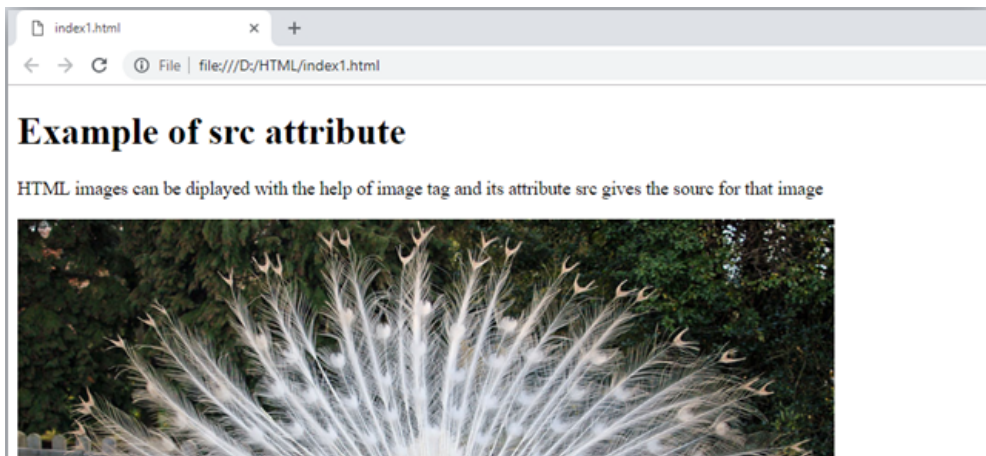 index1.html
File file:///D:/HTML/index1.html
Example of src attribute
HTML images can be diplayed with the help of image tag and its attribute src gives the sourc for that image